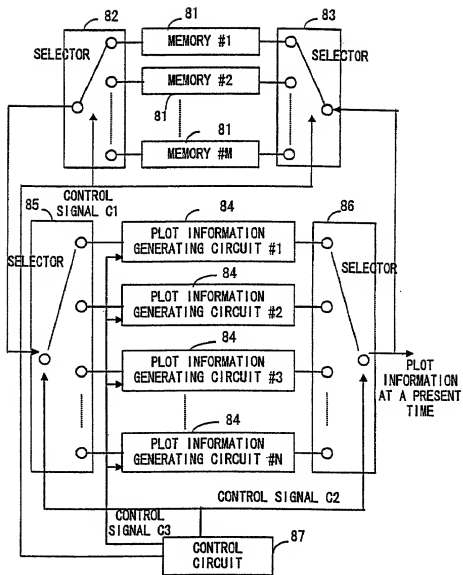 82
81
83
SELECTOR
MEMORY #1
SELECTOR
MEMORY #2
81
81
MEMORY #M
CONTROL
SIGNAL C1
85
84
86
SELECTOR
PLOT INFORMATION
GENERATING CIRCUIT #1
SELECTOR
84
PLOT INFORMATION
GENERATING CIRCUIT #2
84
PLOT INFORMATION
GENERATING CIRCUIT #3
PLOT
INFORMATION
AT A PRESENT
TIME
84
PLOT INFORMATION
GENERATING CIRCUIT #N
CONTROL SIGNAL C2
CONTROL
SIGNAL C3
87
CONTROL
CIRCUIT